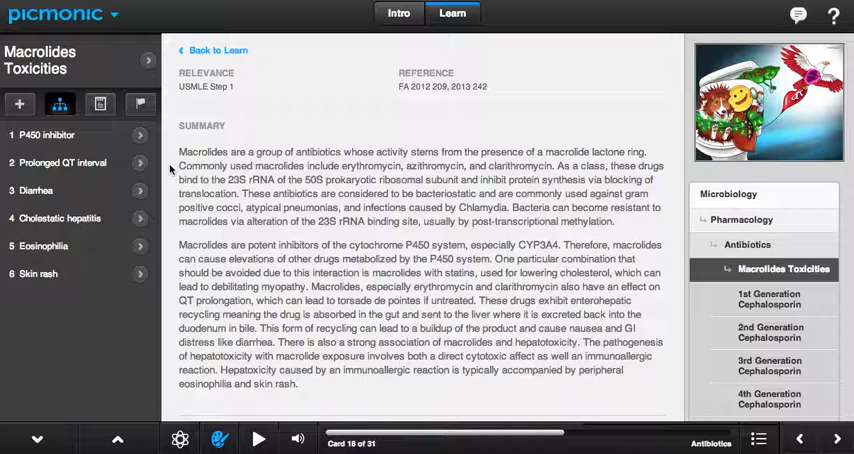 picmonic
Intro
Learn
Macrolides
Toxicities
1 P450 inhibitor
2 Prolonged QT interval
3 Diarrhea
4 Cholestatic hepatitis
5 Eosinophilia
6 Skin rash
Back to Learn
RELEVANCE
REFERENCE
USMLE Step 1
FA 2012 209, 2013 242
SUMMARY
Macrolides are a group of antibiotics whose activity stems from the presence of a macrolide lactone ring.
Commonly used macrolides include erythromycin, azithromycin, and clarithromycin. As a class, these drugs
bind to the 23S rRNA of the 50S prokaryotic ribosomal subunit and inhibit protein synthesis via blocking of
translocation. These antibiotics are considered to be bacteriostatic and are commonly used against gram
positive cocci, atypical pneumonias, and infections caused by Chlamydia. Bacteria can become resistant to
macrolides via alteration of the 23S rRNA binding site, usually by post-transcriptional methylation.
Macrolides are potent inhibitors of the cytochrome P450 system, especially CYP3A4. Therefore, macrolides
can cause elevations of other drugs metabolized by the P450 system. One particular combination that
should be avoided due to this interaction is macrolides with statins, used for lowering cholesterol, which can
lead to debilitating myopathy. Macrolides, especially erythromycin and clarithromycin also have an effect on
QT prolongation, which can lead to torsade de pointes if untreated. These drugs exhibit enterohepatic
recycling meaning the drug is absorbed in the gut and sent to the liver where it is excreted back into the
duodenum in bile. This form of recycling can lead to a buildup of the product and cause nausea and GI
distress like diarrhea. There is also a strong association of macrolides and hepatotoxicity. The pathogenesis
of hepatotoxicity with macrolide exposure involves both a direct cytotoxic affect as well an immunoallergic
reaction. Hepatoxicity caused by an immunoallergic reaction is typically accompanied by peripheral
eosinophilia and skin rash.
Microbiology
Pharmacology
Antibiotics
Macrolides Toxicities
1st Generation
Cephalosporin
2nd Generation
Cephalosporin
3rd Generation
Cephalosporin
4th Generation
Cephalosporin
Card 18 of 31
Antibiotics